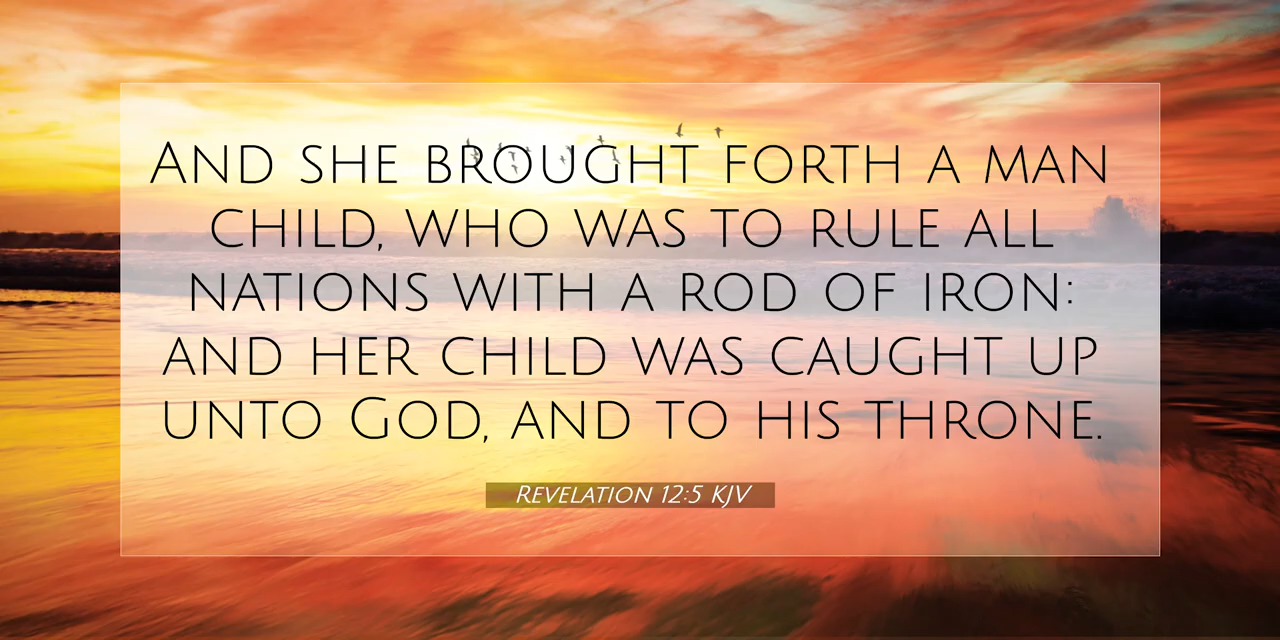 And she brought forth a man
child, who was to rule all
nations with a rod of iron:
and her child was caught up
unto God, and to his throne.
Revelation 12:5 KJV